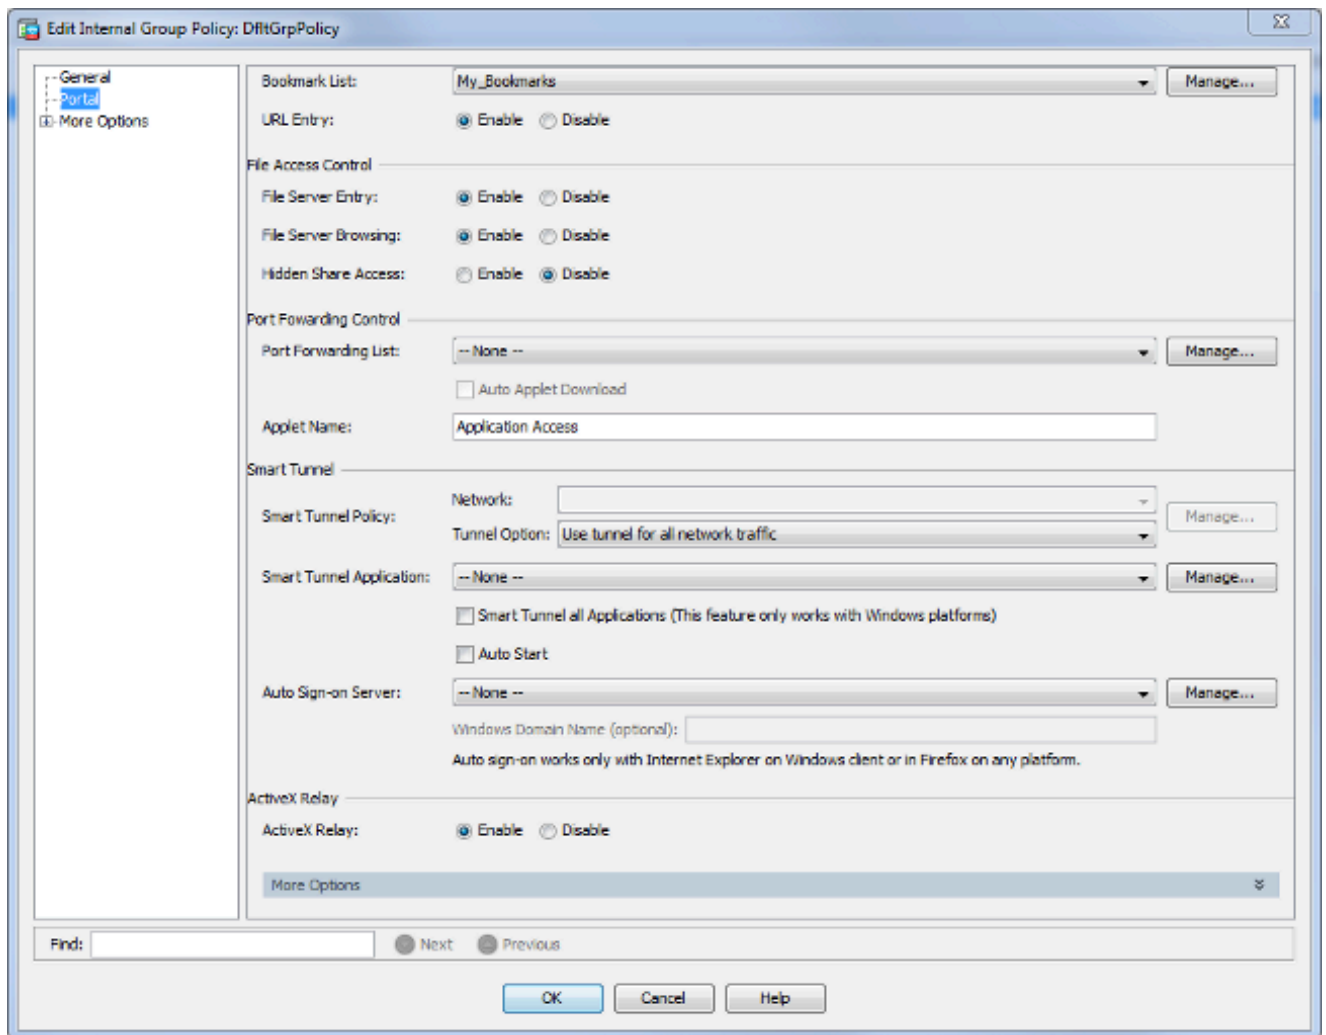 Edit Internal Group Policy: DfltGrpPolicy
General
Portal
More Options
Bookmark List: My_Bookmarks Manage...
URL Entry: Enable Disable
File Access Control
File Server Entry: Enable Disable
File Server Browsing: Enable Disable
Hidden Share Access: Enable Disable
Port Fowarding Control
Port Forwarding List: -- None -- Manage...
Auto Applet Download
Applet Name: Application Access
Smart Tunnel
Smart Tunnel Policy: Network: Manage...
Tunnel Option: Use tunnel for all network traffic
Smart Tunnel Application: -- None -- Manage...
Smart Tunnel all Applications (This feature only works with Windows platforms)
Auto Start
Auto Sign-on Server: -- None -- Manage...
Windows Domain Name (optional):
Auto sign-on works only with Internet Explorer on Windows client or in Firefox on any platform.
ActiveX Relay
ActiveX Relay: Enable Disable
More Options
Find: Next Previous
OK Cancel Help